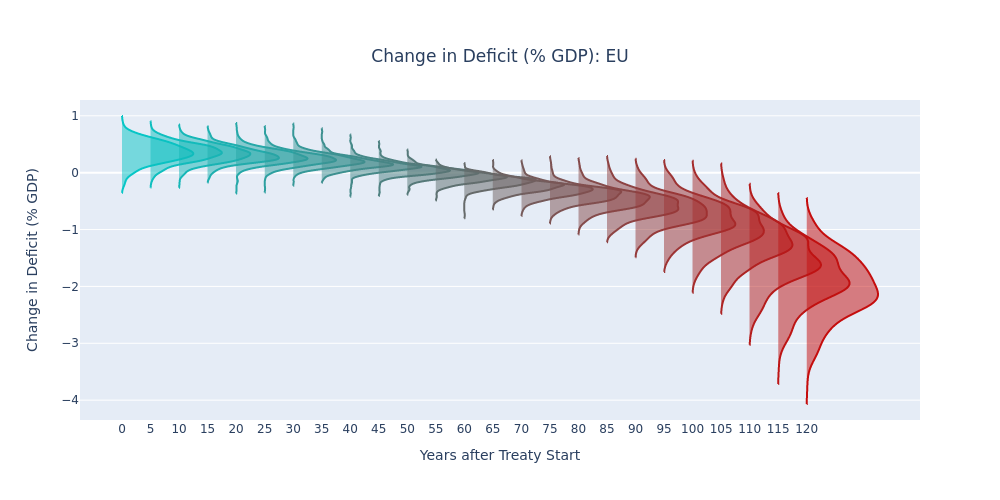 Change in Deficit (% GDP): EU
Change in Deficit (% GDP)
1
0
−1
−2
−3
−4
0 5 10 15 20 25 30 35 40 45 50 55 60 65 70 75 80 85 90 95 100 105 110 115 120
Years after Treaty Start